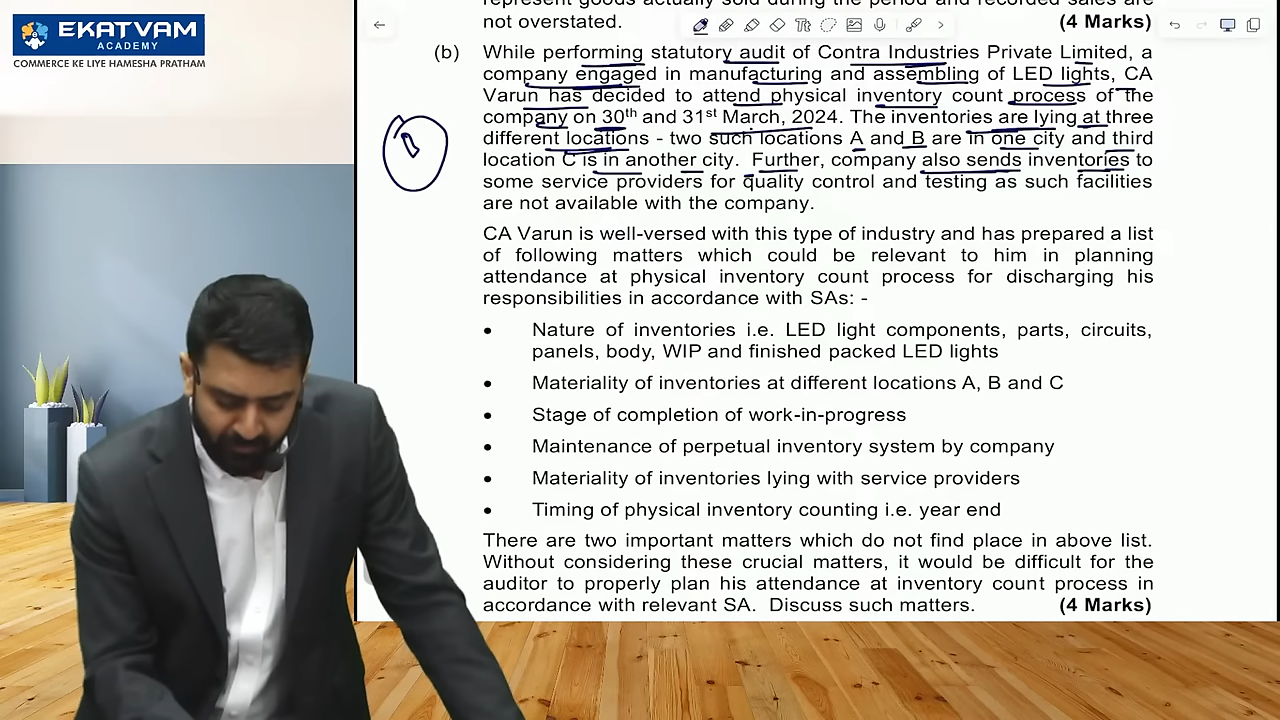 EKATVAM
ACADEMY
COMMERCE KE LIYE HAMESHA PRATHAM
represent goods actually sold during the period and recorded sales are
not overstated. (4 Marks)
(b) While performing statutory audit of Contra Industries Private Limited, a
company engaged in manufacturing and assembling of LED lights, CA
Varun has decided to attend physical inventory count process of the
company on 30th and 31st March, 2024. The inventories are lying at three
different locations - two such locations A and B are in one city and third
location C is in another city. Further, company also sends inventories to
some service providers for quality control and testing as such facilities
are not available with the company.
CA Varun is well-versed with this type of industry and has prepared a list
of following matters which could be relevant to him in planning
attendance at physical inventory count process for discharging his
responsibilities in accordance with SAs: -
• Nature of inventories i.e. LED light components, parts, circuits,
panels, body, WIP and finished packed LED lights
• Materiality of inventories at different locations A, B and C
• Stage of completion of work-in-progress
• Maintenance of perpetual inventory system by company
• Materiality of inventories lying with service providers
• Timing of physical inventory counting i.e. year end
There are two important matters which do not find place in above list.
Without considering these crucial matters, it would be difficult for the
auditor to properly plan his attendance at inventory count process in
accordance with relevant SA. Discuss such matters. (4 Marks)